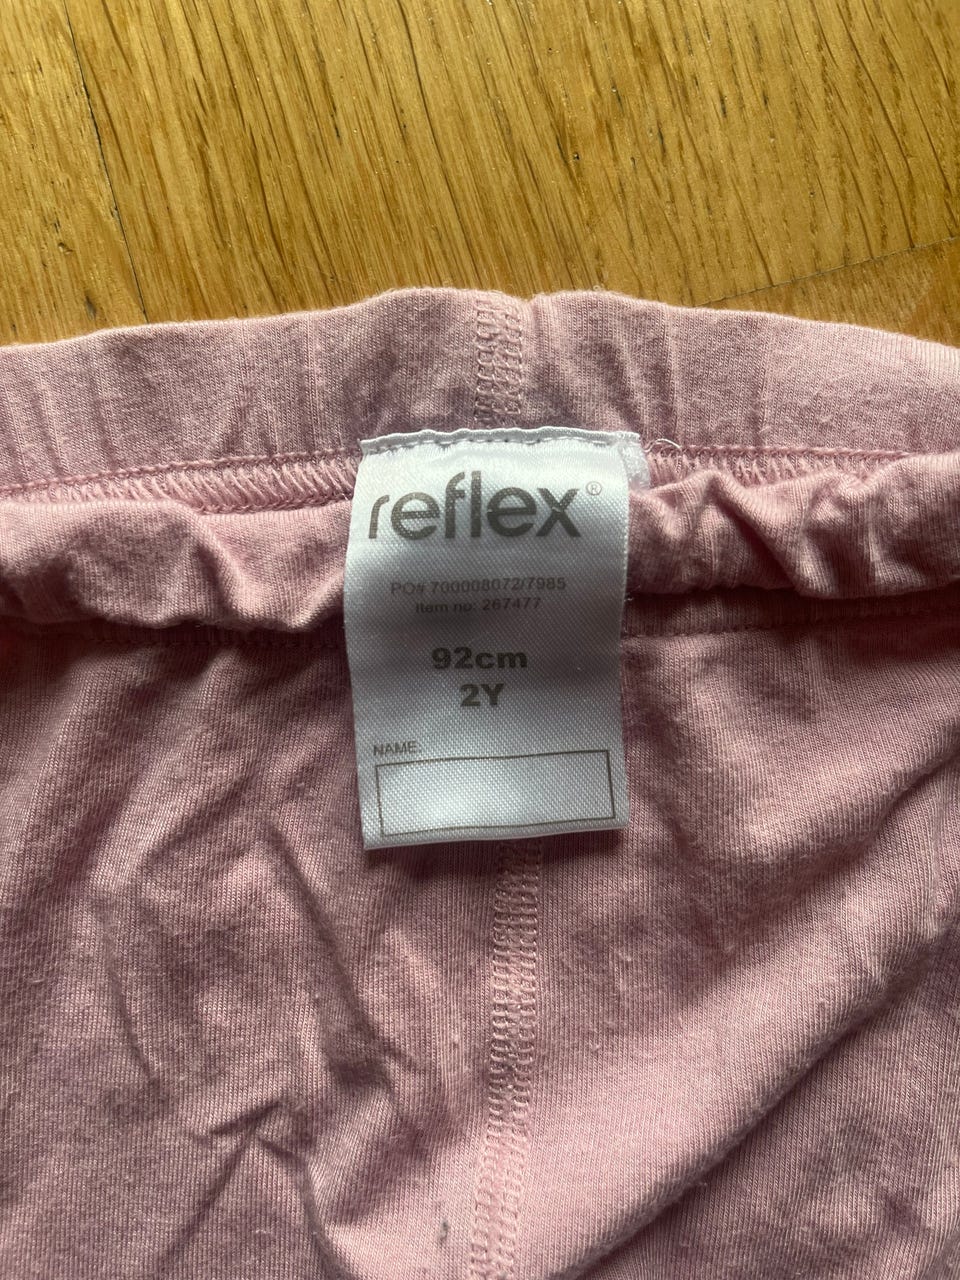 reflex®
PO# 700008072/7985
Item no: 267477
92cm
2Y
NAME: